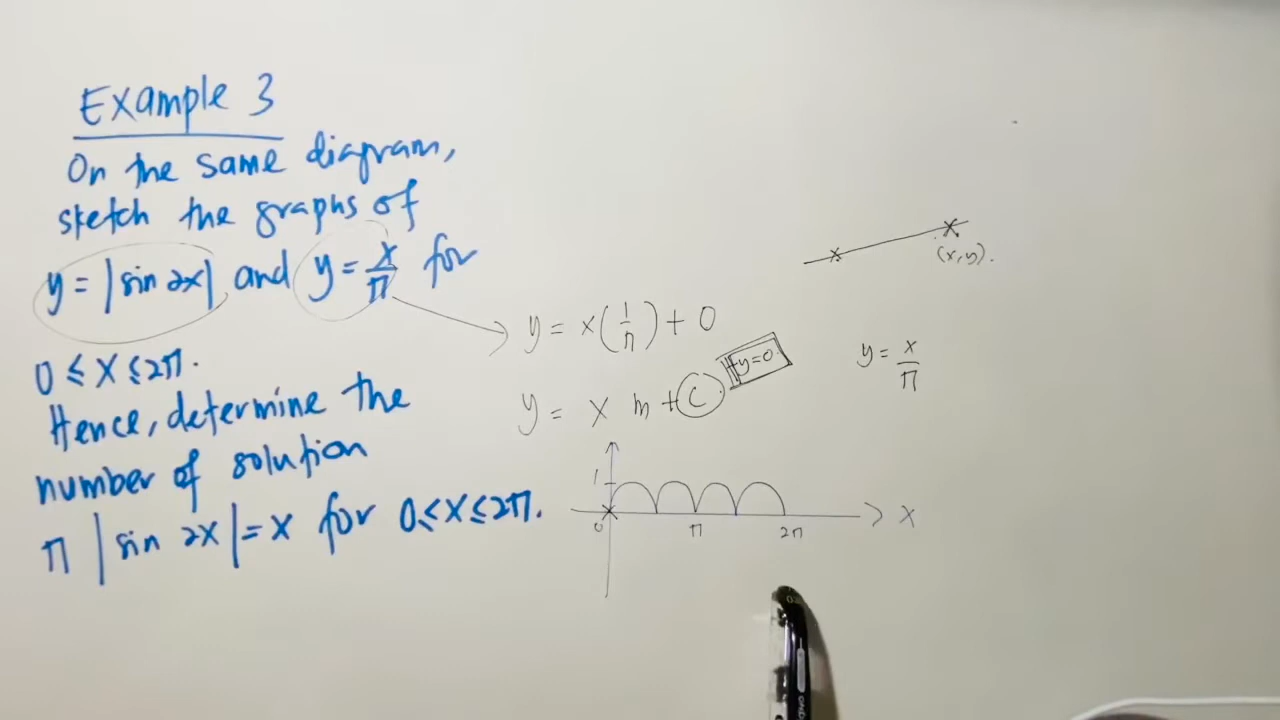 Example 3
On the same diagram,
sketch the graphs of
y = |sin 2x| and y = x/π for
0 ≤ x ≤ 2π.
Hence, determine the
number of solution
π |sin 2x| = x for 0 ≤ x ≤ 2π.
(x, y).
y = x(1/π) + 0
y = x/π
y = x m + c
y=0
1
0
π
2π
x